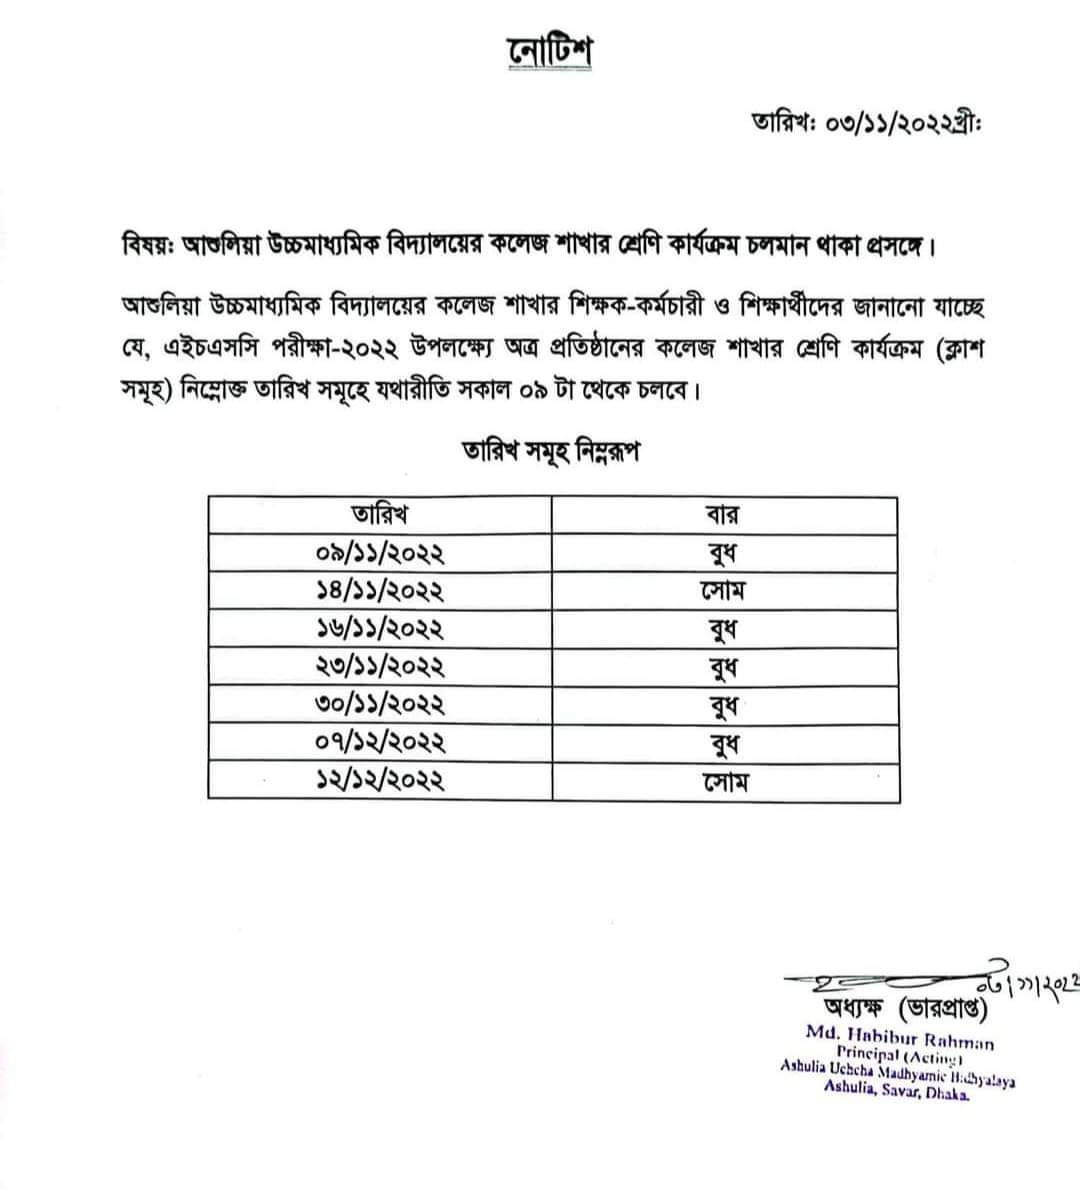 নোটিশ
তারিখঃ ০৩/১১/২০২২খ্রীঃ
বিষয়ঃ আশুলিয়া উচ্চমাধ্যমিক বিদ্যালয়ের কলেজ শাখার শ্রেণি কার্যক্রম চলমান থাকা প্রসঙ্গে।
আশুলিয়া উচ্চমাধ্যমিক বিদ্যালয়ের কলেজ শাখার শিক্ষক-কর্মচারী ও শিক্ষার্থীদের জানানো যাচ্ছে
যে, এইচএসসি পরীক্ষা-২০২২ উপলক্ষ্যে অত্র প্রতিষ্ঠানের কলেজ শাখার শ্রেণি কার্যক্রম (ক্লাশ
সমূহ) নিম্নোক্ত তারিখ সমূহে যথারীতি সকাল ০৯ টা থেকে চলবে।
তারিখ সমূহ নিম্নরূপ
তারিখ বার
০৯/১১/২০২২ বুধ
১৪/১১/২০২২ সোম
১৬/১১/২০২২ বুধ
২৩/১১/২০২২ বুধ
৩০/১১/২০২২ বুধ
০৭/১২/২০২২ বুধ
১২/১২/২০২২ সোম
অধ্যক্ষ (ভারপ্রাপ্ত)
Md. Habibur Rahman
Principal (Acting)
Ashulia Uchcha Madhyamic Bidhyalaya
Ashulia, Savar, Dhaka.